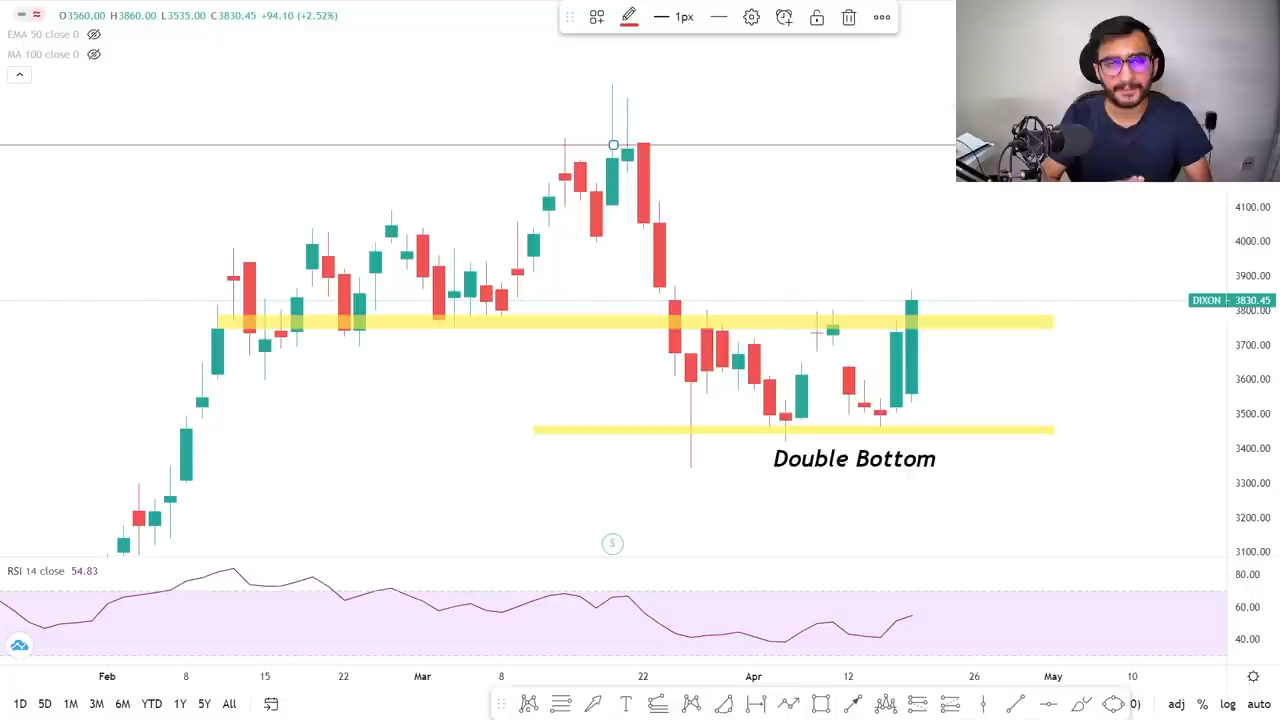 O3560.00 H3860.00 L3535.00 C3830.45 +94.10 (+2.52%)
EMA 50 close 0
MA 100 close 0
1px
4100.00
4000.00
3900.00
DIXON 3830.45
3800.00
3700.00
3600.00
3500.00
3400.00
3300.00
3200.00
3100.00
Double Bottom
S
RSI 14 close 54.83
80.00
60.00
40.00
Feb 8 15 22 Mar 8 22 Apr 12 26 May 10
1D 5D 1M 3M 6M YTD 1Y 5Y All
T
0) adj % log auto